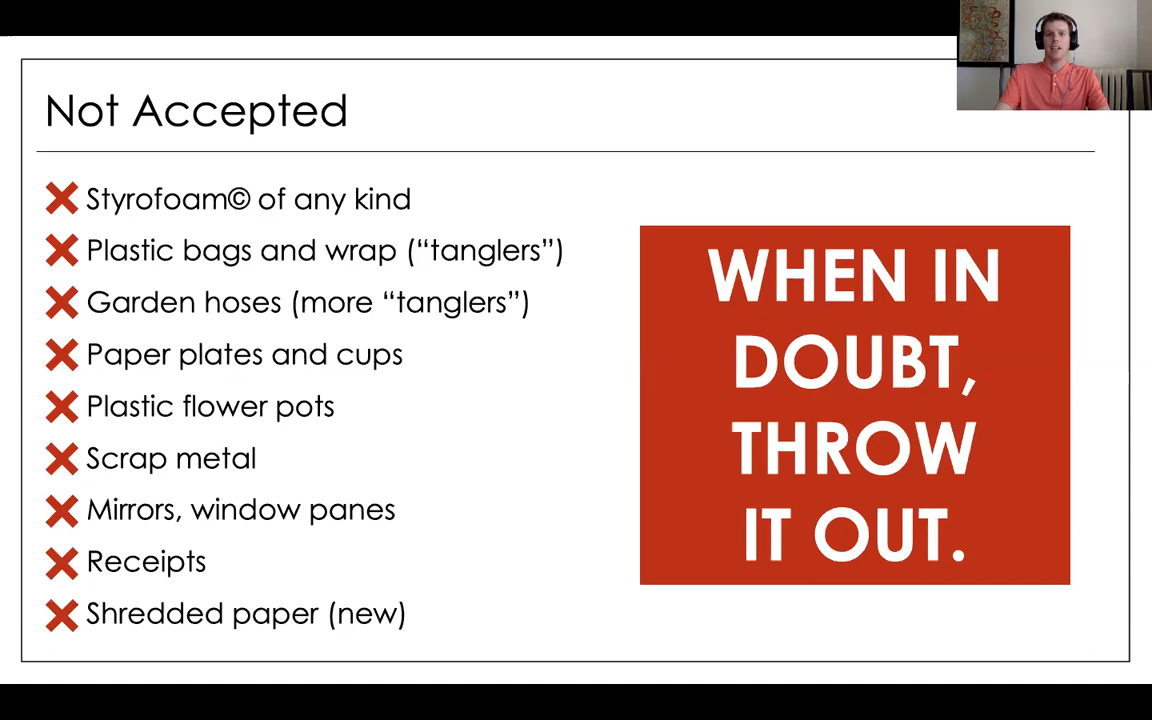 Not Accepted
Styrofoam© of any kind
Plastic bags and wrap (“tanglers”)
Garden hoses (more “tanglers”)
Paper plates and cups
Plastic flower pots
Scrap metal
Mirrors, window panes
Receipts
Shredded paper (new)
WHEN IN
DOUBT,
THROW
IT OUT.